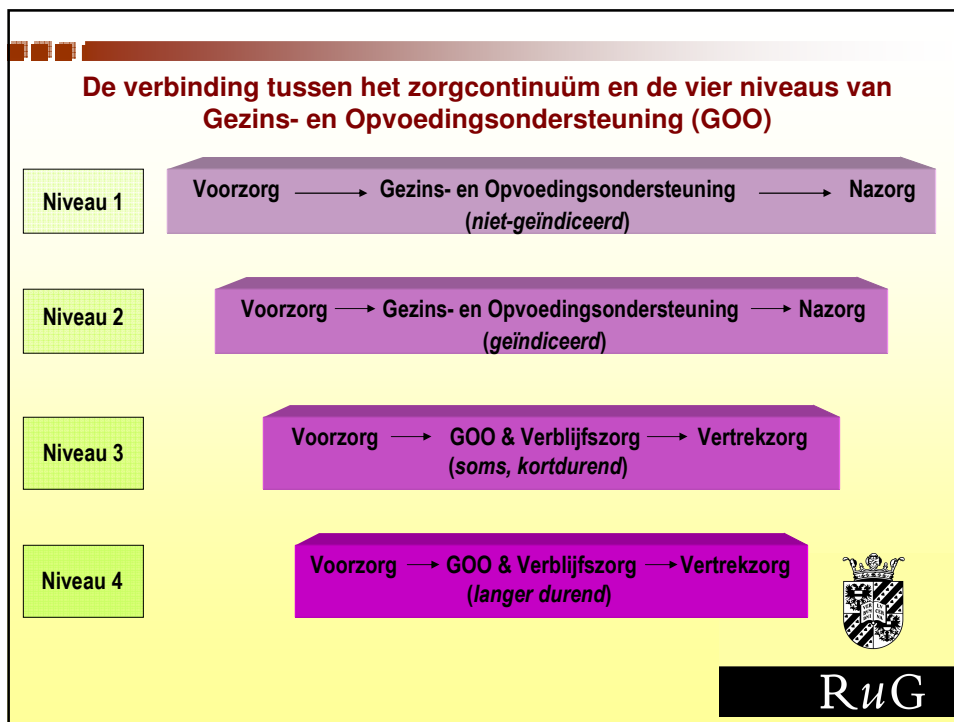 De verbinding tussen het zorgcontinuüm en de vier niveaus van
Gezins- en Opvoedingsondersteuning (GOO)
Niveau 1
Voorzorg → Gezins- en Opvoedingsondersteuning → Nazorg
(niet-geïndiceerd)
Niveau 2
Voorzorg → Gezins- en Opvoedingsondersteuning → Nazorg
(geïndiceerd)
Niveau 3
Voorzorg → GOO & Verblijfszorg → Vertrekzorg
(soms, kortdurend)
Niveau 4
Voorzorg → GOO & Verblijfszorg → Vertrekzorg
(langer durend)
RuG